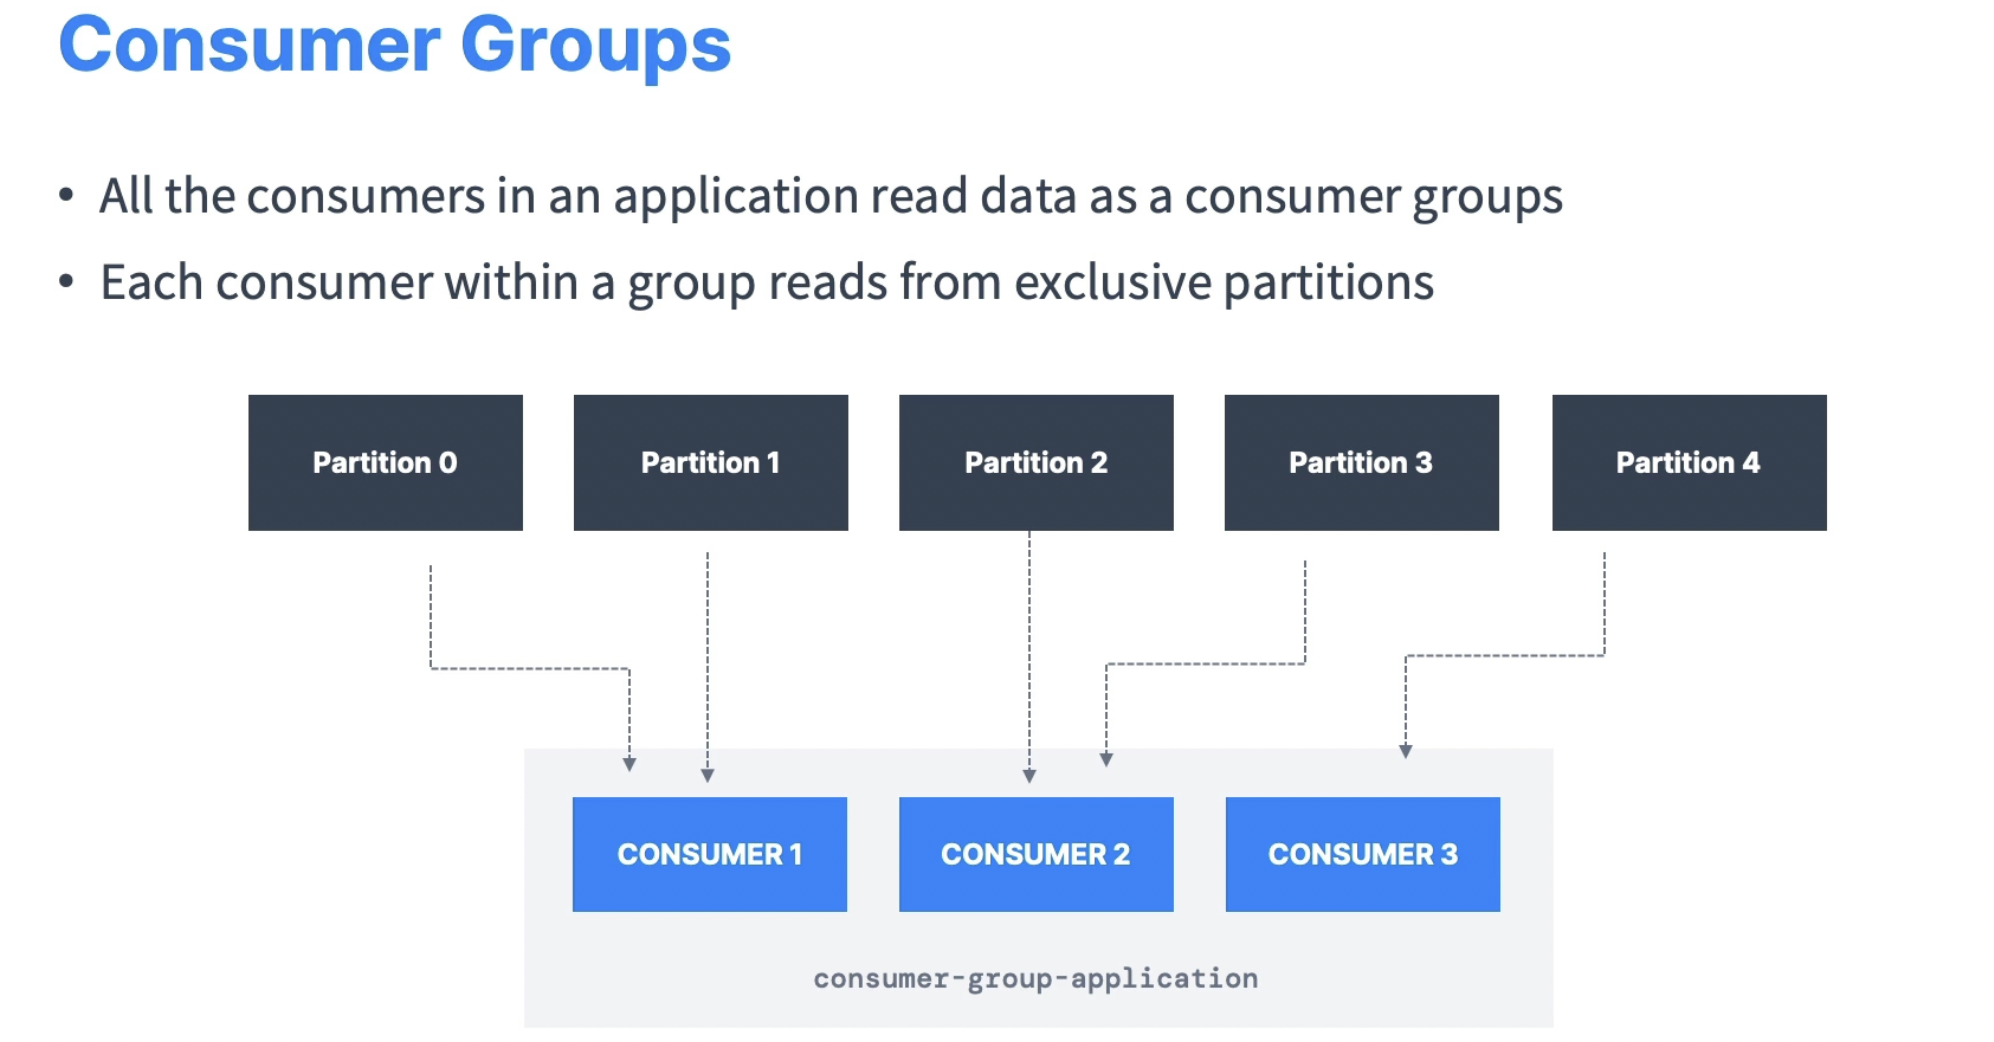 Consumer Groups
• All the consumers in an application read data as a consumer groups
• Each consumer within a group reads from exclusive partitions
Partition 0
Partition 1
Partition 2
Partition 3
Partition 4
CONSUMER 1
CONSUMER 2
CONSUMER 3
consumer-group-application